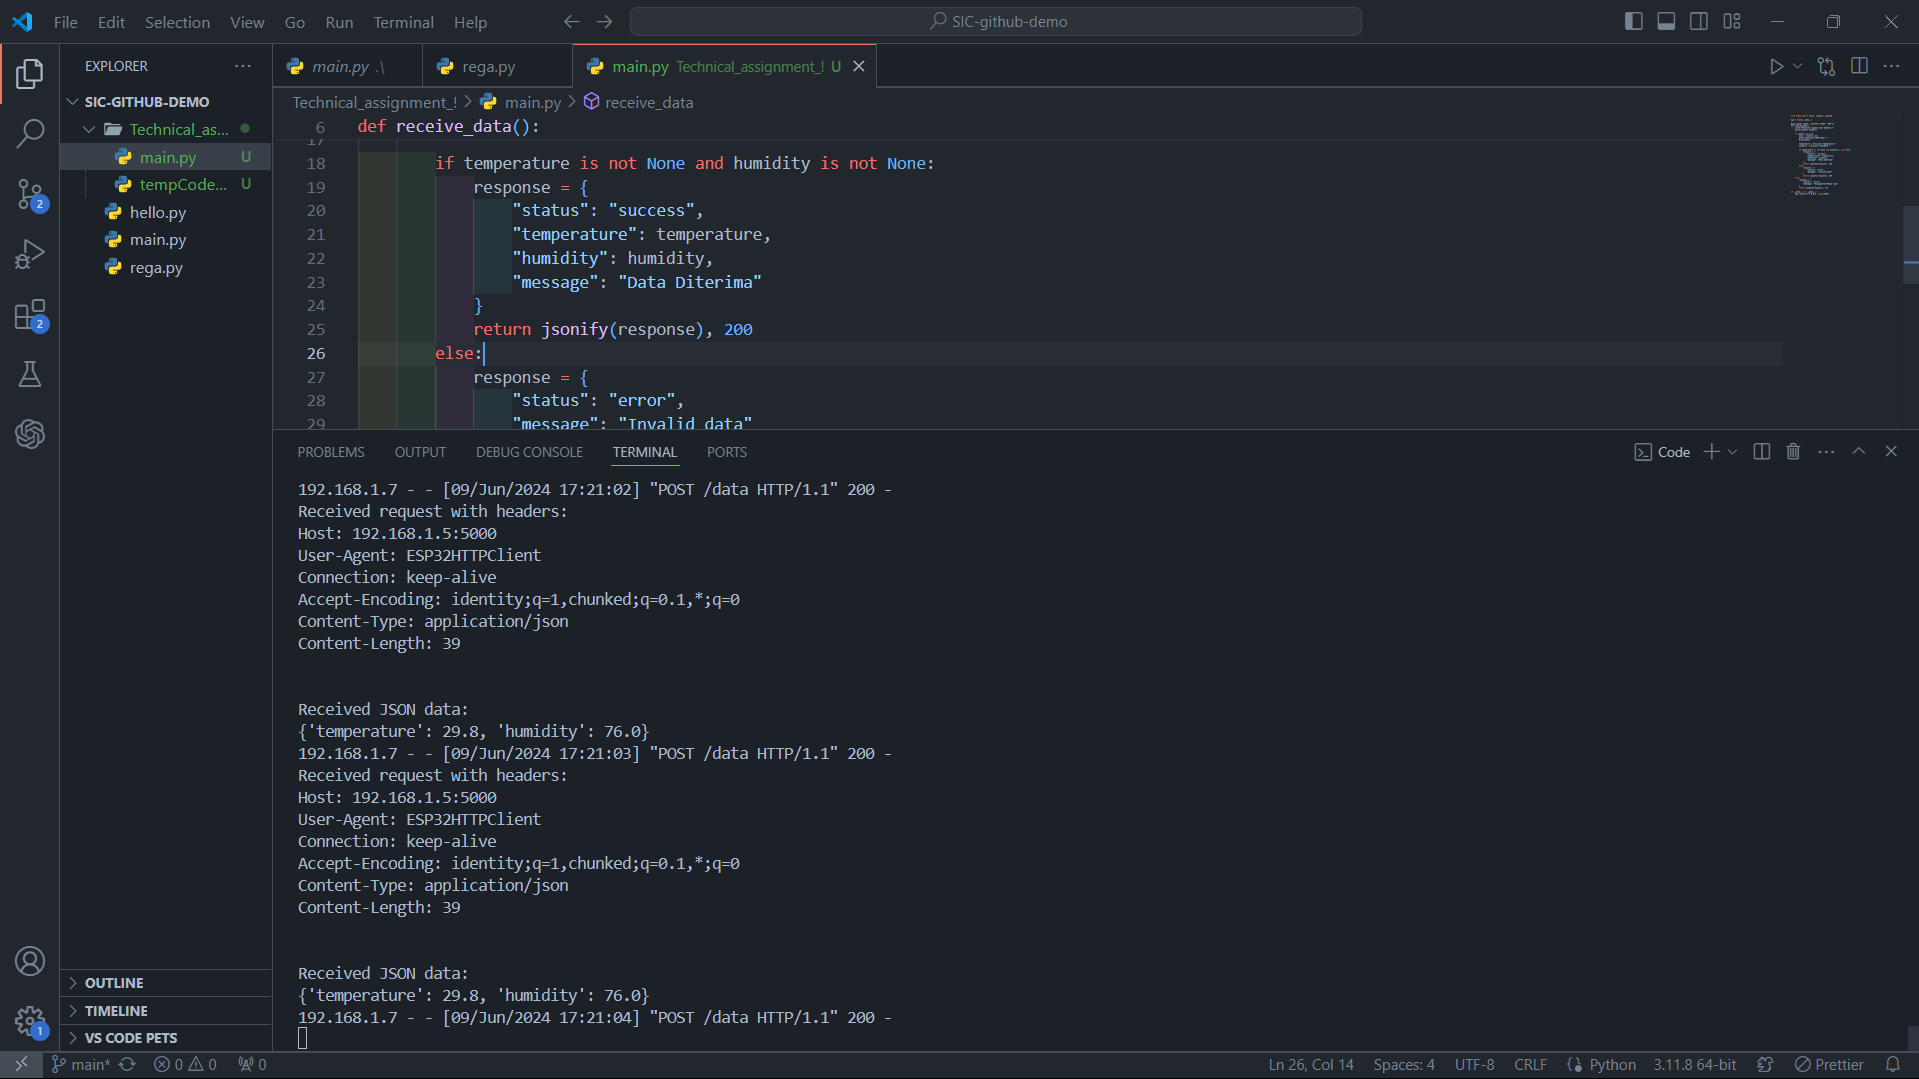 File Edit Selection View Go Run Terminal Help
SIC-github-demo
EXPLORER
SIC-GITHUB-DEMO
Technical_as...
main.py U
tempCode... U
hello.py
main.py
rega.py
OUTLINE
TIMELINE
VS CODE PETS
2
2
1
main.py .\
rega.py
main.py Technical_assignment_! U
Technical_assignment_! > main.py > receive_data
6 def receive_data():
17
18 if temperature is not None and humidity is not None:
19 response = {
20 "status": "success",
21 "temperature": temperature,
22 "humidity": humidity,
23 "message": "Data Diterima"
24 }
25 return jsonify(response), 200
26 else:
27 response = {
28 "status": "error",
29 "message": "Invalid data"
PROBLEMS OUTPUT DEBUG CONSOLE TERMINAL PORTS
Code
192.168.1.7 - - [09/Jun/2024 17:21:02] "POST /data HTTP/1.1" 200 -
Received request with headers:
Host: 192.168.1.5:5000
User-Agent: ESP32HTTPClient
Connection: keep-alive
Accept-Encoding: identity;q=1,chunked;q=0.1,*;q=0
Content-Type: application/json
Content-Length: 39
Received JSON data:
{'temperature': 29.8, 'humidity': 76.0}
192.168.1.7 - - [09/Jun/2024 17:21:03] "POST /data HTTP/1.1" 200 -
Received request with headers:
Host: 192.168.1.5:5000
User-Agent: ESP32HTTPClient
Connection: keep-alive
Accept-Encoding: identity;q=1,chunked;q=0.1,*;q=0
Content-Type: application/json
Content-Length: 39
Received JSON data:
{'temperature': 29.8, 'humidity': 76.0}
192.168.1.7 - - [09/Jun/2024 17:21:04] "POST /data HTTP/1.1" 200 -
main* 0 0 0
Ln 26, Col 14 Spaces: 4 UTF-8 CRLF Python 3.11.8 64-bit Prettier